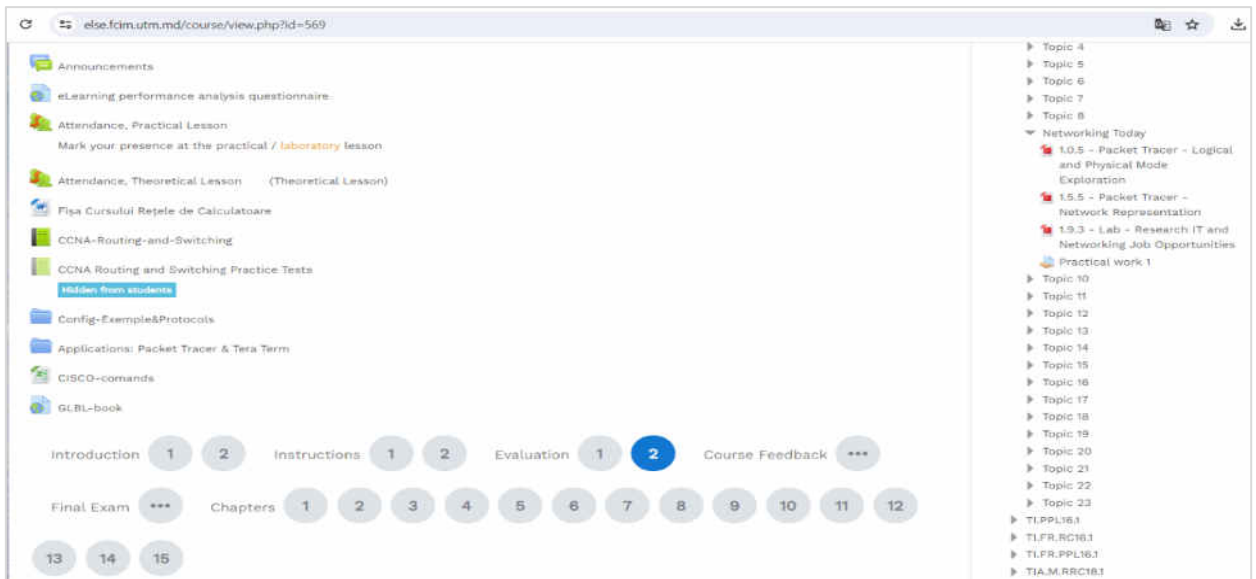 else.fcim.utm.md/course/view.php?id=569
Announcements
eLearning performance analysis questionnaire
Attendance, Practical Lesson
Mark your presence at the practical / laboratory lesson
Attendance, Theoretical Lesson (Theoretical Lesson)
Fișa Cursului Rețele de Calculatoare
CCNA-Routing-and-Switching
CCNA Routing and Switching Practice Tests
Hidden from students
Config-Exemple&Protocols
Applications: Packet Tracer & Tera Term
CISCO-comands
GLBL-book
Introduction 1 2 Instructions 1 2 Evaluation 1 2 Course Feedback •••
Final Exam ••• Chapters 1 2 3 4 5 6 7 8 9 10 11 12
13 14 15
Topic 4
Topic 5
Topic 6
Topic 7
Topic 8
Networking Today
1.0.5 - Packet Tracer - Logical
and Physical Mode
Exploration
1.5.5 - Packet Tracer -
Network Representation
1.9.3 - Lab - Research IT and
Networking Job Opportunities
Practical work 1
Topic 10
Topic 11
Topic 12
Topic 13
Topic 14
Topic 15
Topic 16
Topic 17
Topic 18
Topic 19
Topic 20
Topic 21
Topic 22
Topic 23
TI.PPL16.1
TI.FR.RC16.1
TI.FR.PPL16.1
TIA.M.RRC18.1